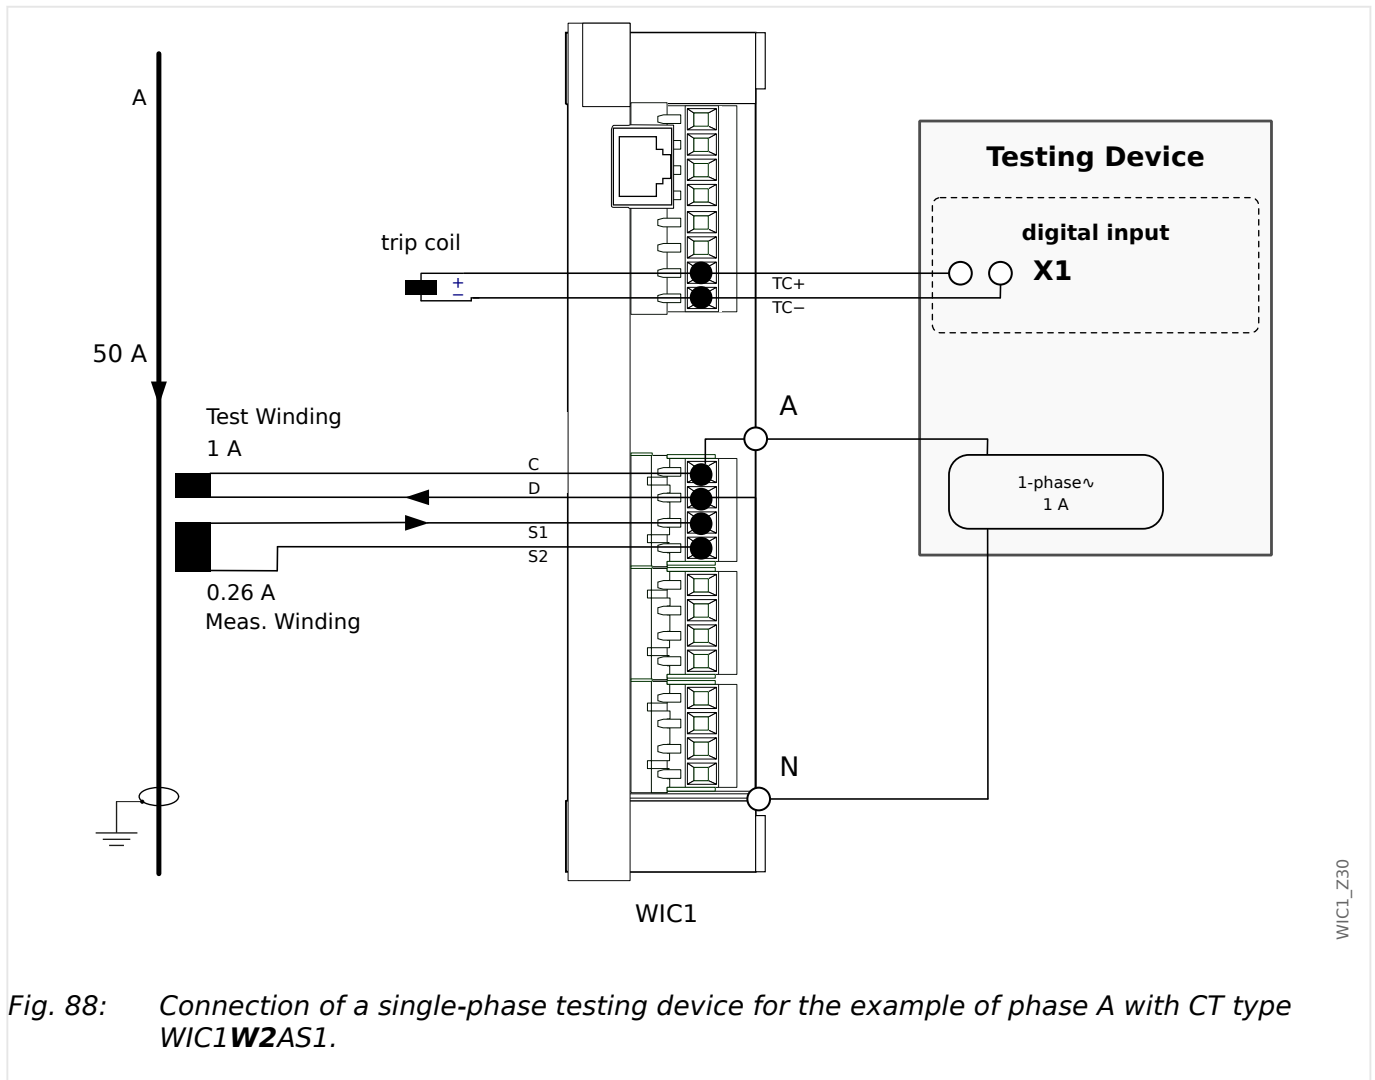 A
Testing Device
digital input
X1
trip coil
+
−
TC+
TC−
50 A
A
Test Winding
1 A
C
D
S1
S2
1-phase∿
1 A
0.26 A
Meas. Winding
N
WIC1
WIC1_Z30
Fig. 88: Connection of a single-phase testing device for the example of phase A with CT type
WIC1W2AS1.